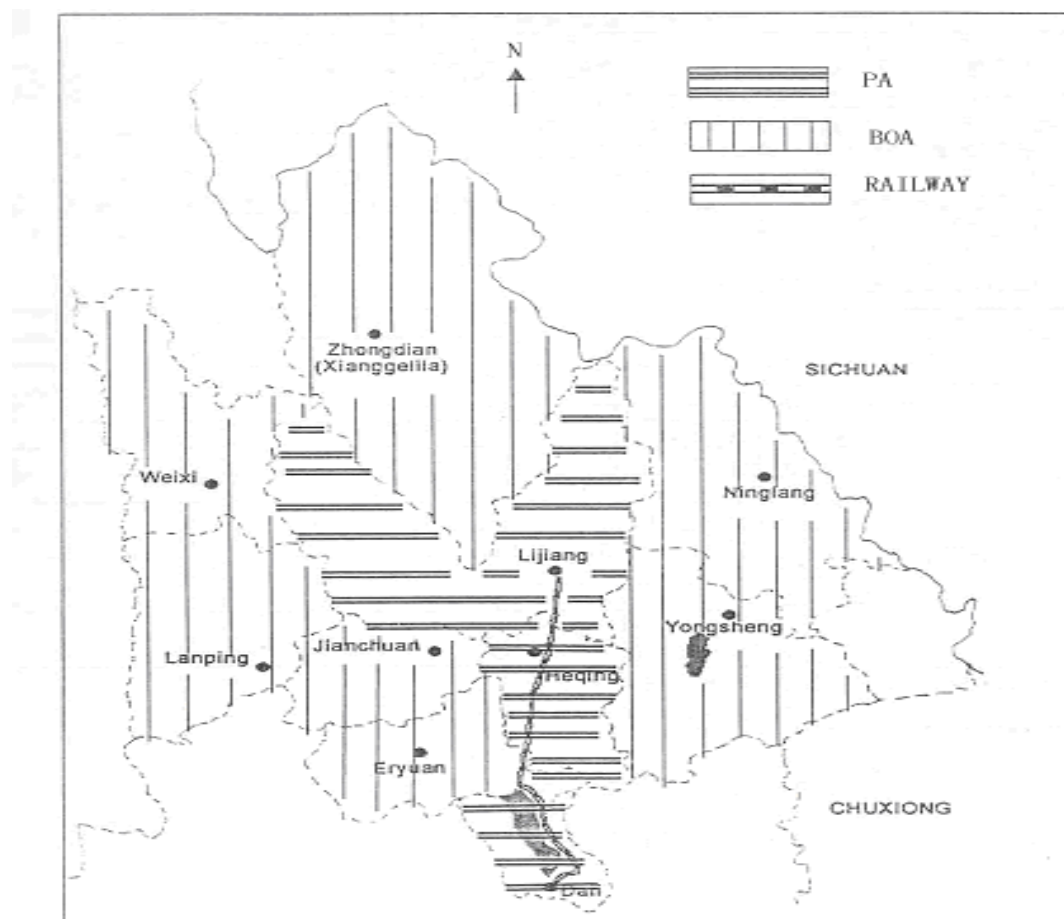 N
PA
BOA
RAILWAY
Zhongdian
(Xianggelila)
SICHUAN
Weixi
Ninglang
Lijiang
Yongsheng
Jianchuan
Lanping
Heqing
Eryuan
CHUXIONG
Dali